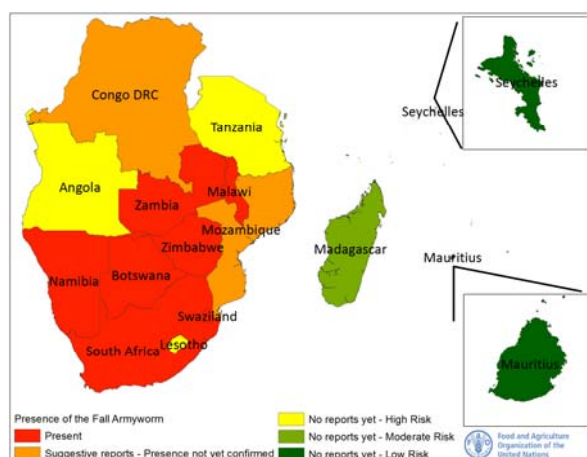 Congo DRC
Tanzania
Seychelles
Seychelles
Angola
Malawi
Zambia
Mozambique
Zimbabwe
Madagascar
Mauritius
Namibia
Botswana
Swaziland
Lesotho
South Africa
Mauritius
Presence of the Fall Armyworm
Present
Suggestive reports - Presence not yet confirmed
No reports yet - High Risk
No reports yet - Moderate Risk
No reports yet - Low Risk
Food and Agriculture
Organization of the
United Nations